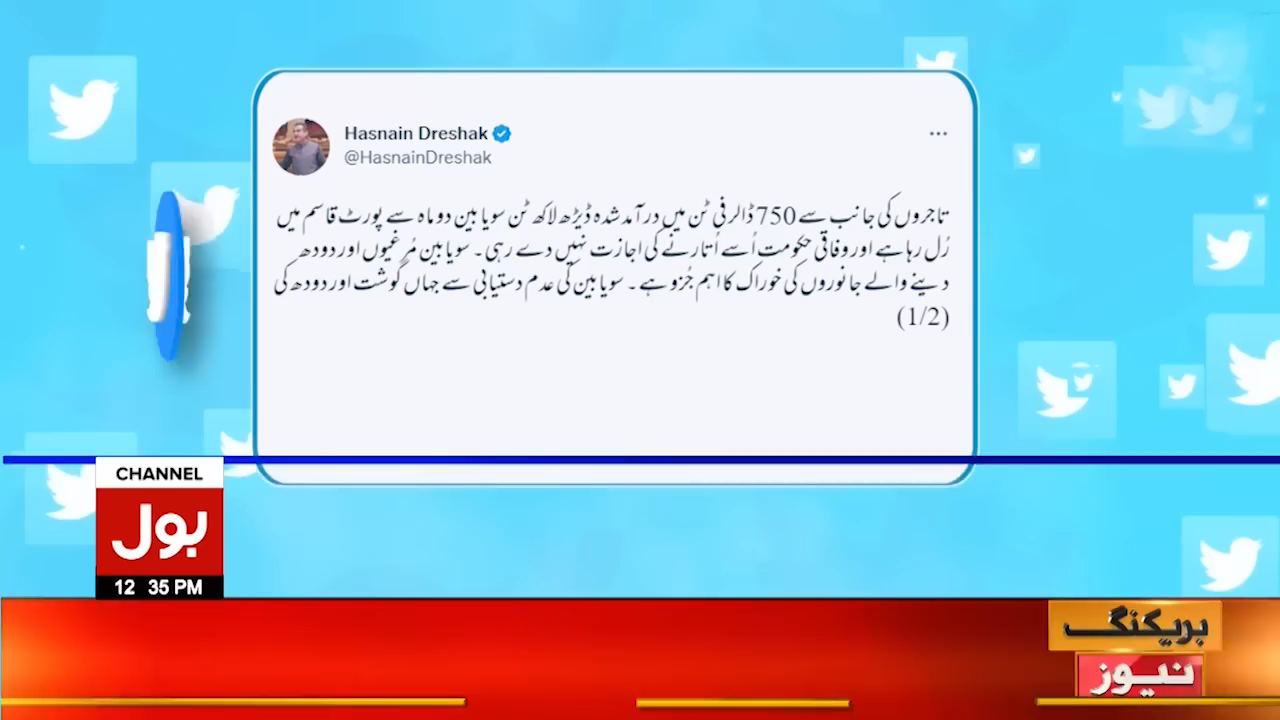 Hasnain Dreshak
@HasnainDreshak
تاجروں کی جانب سے 750 ڈالر فی ٹن میں درآمد شدہ ڈیڑھ لاکھ ٹن سویا بین دو ماہ سے پورٹ قاسم میں
رُل رہا ہے اور وفاقی حکومت اُسے اُتارنے کی اجازت نہیں دے رہی۔ سویا بین مُرغیوں اور دودھ
دینے والے جانوروں کی خوراک کا اہم جُزو ہے۔ سویا بین کی عدم دستیابی سے جہاں گوشت اور دودھ کی
(1/2)
CHANNEL
بول
12 35 PM
بریکنگ
نیوز